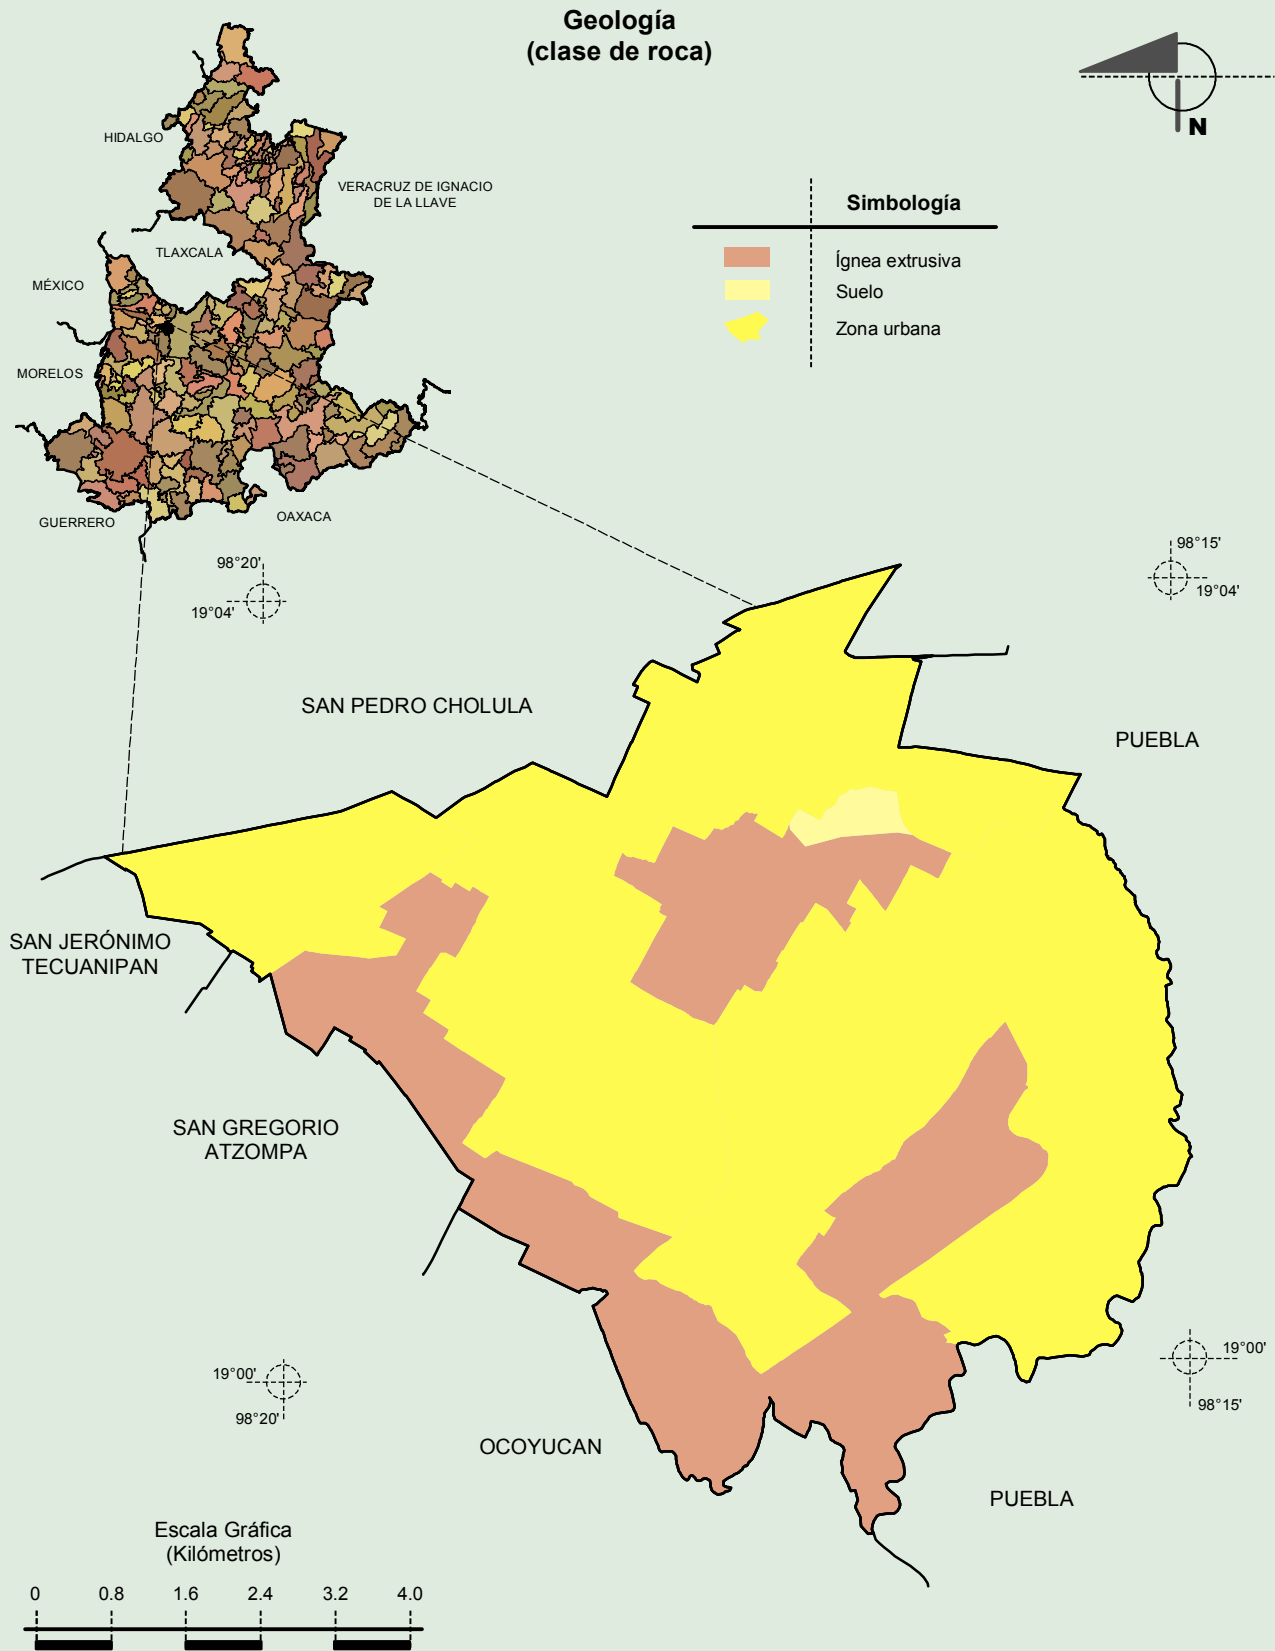 Geología
(clase de roca)
N
HIDALGO
VERACRUZ DE IGNACIO
DE LA LLAVE
TLAXCALA
MÉXICO
MORELOS
GUERRERO
OAXACA
Simbología
Ígnea extrusiva
Suelo
Zona urbana
98°20'
19°04'
98°15'
19°04'
SAN PEDRO CHOLULA
PUEBLA
SAN JERÓNIMO
TECUANIPAN
SAN GREGORIO
ATZOMPA
19°00'
98°20'
19°00'
98°15'
OCOYUCAN
PUEBLA
Escala Gráfica
(Kilómetros)
0 0.8 1.6 2.4 3.2 4.0